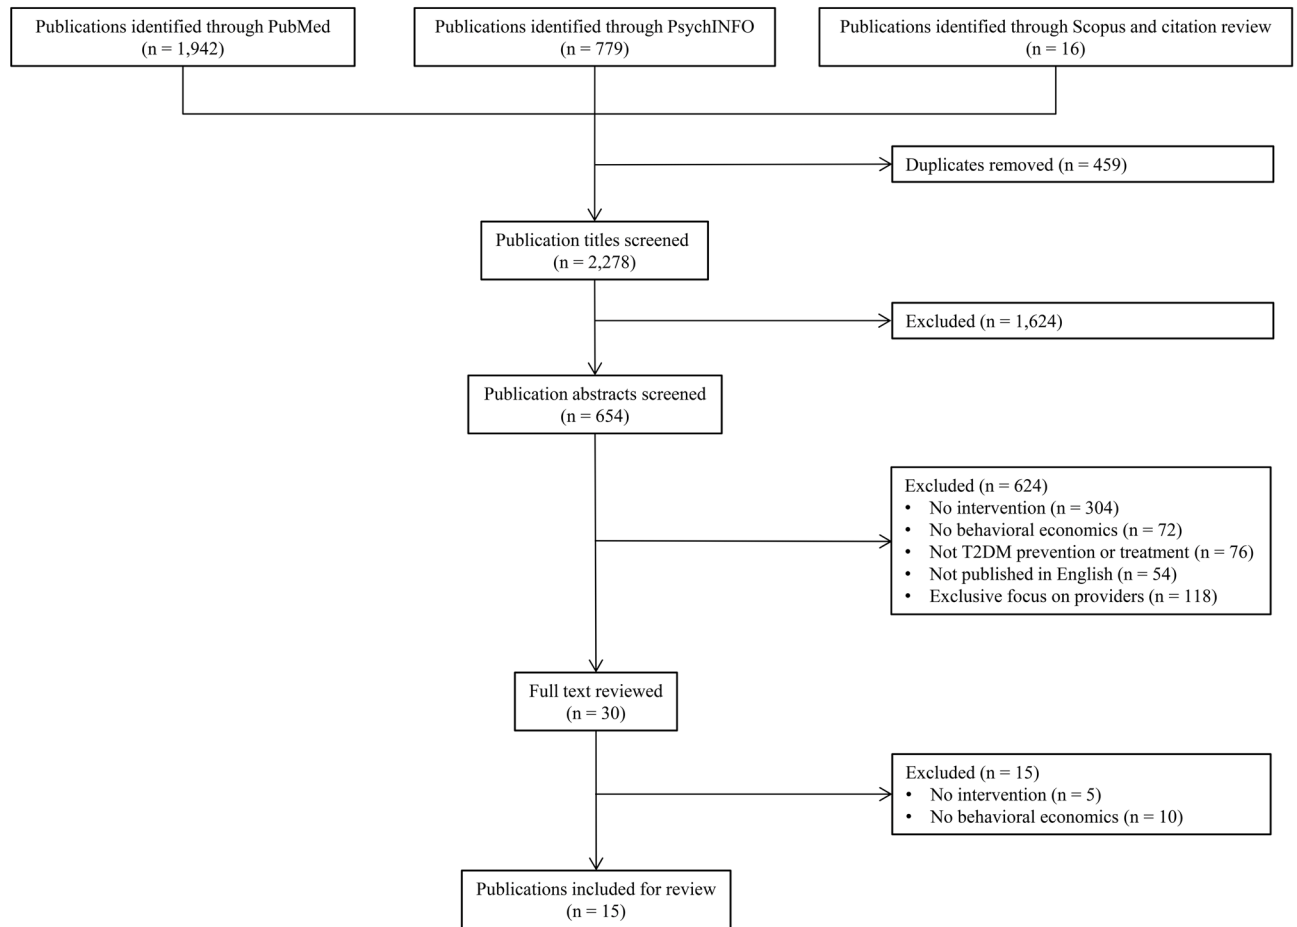 Publications identified through PubMed
(n = 1,942)
Publications identified through PsychINFO
(n = 779)
Publications identified through Scopus and citation review
(n = 16)
Duplicates removed (n = 459)
Publication titles screened
(n = 2,278)
Excluded (n = 1,624)
Publication abstracts screened
(n = 654)
Excluded (n = 624)
• No intervention (n = 304)
• No behavioral economics (n = 72)
• Not T2DM prevention or treatment (n = 76)
• Not published in English (n = 54)
• Exclusive focus on providers (n = 118)
Full text reviewed
(n = 30)
Excluded (n = 15)
• No intervention (n = 5)
• No behavioral economics (n = 10)
Publications included for review
(n = 15)